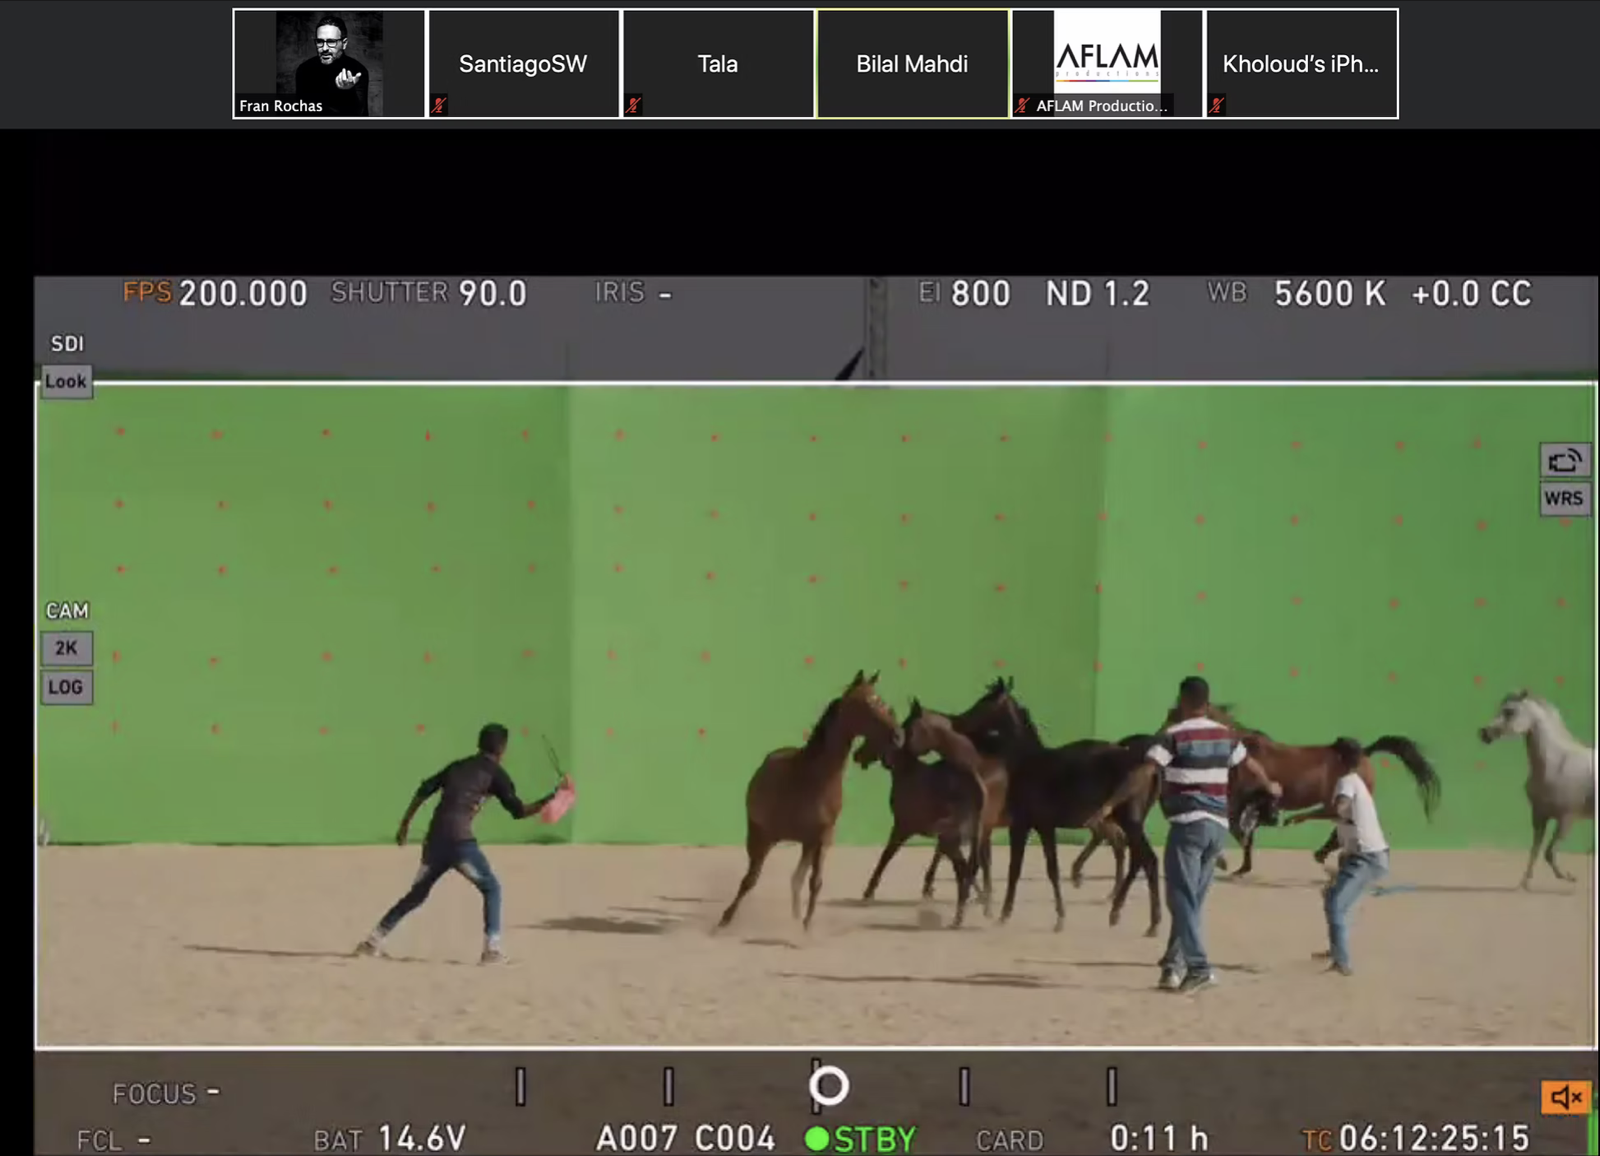 Fran Rochas
SantiagoSW
Tala
Bilal Mahdi
AFLAM
productions
AFLAM Productio...
Kholoud’s iPh...
FPS 200.000 SHUTTER 90.0 IRIS - EI 800 ND 1.2 WB 5600 K +0.0 CC
SDI
Look
WRS
CAM
2K
LOG
FOCUS -
FCL - BAT 14.6V A007 C004 STBY CARD 0:11 h TC 06:12:25:15